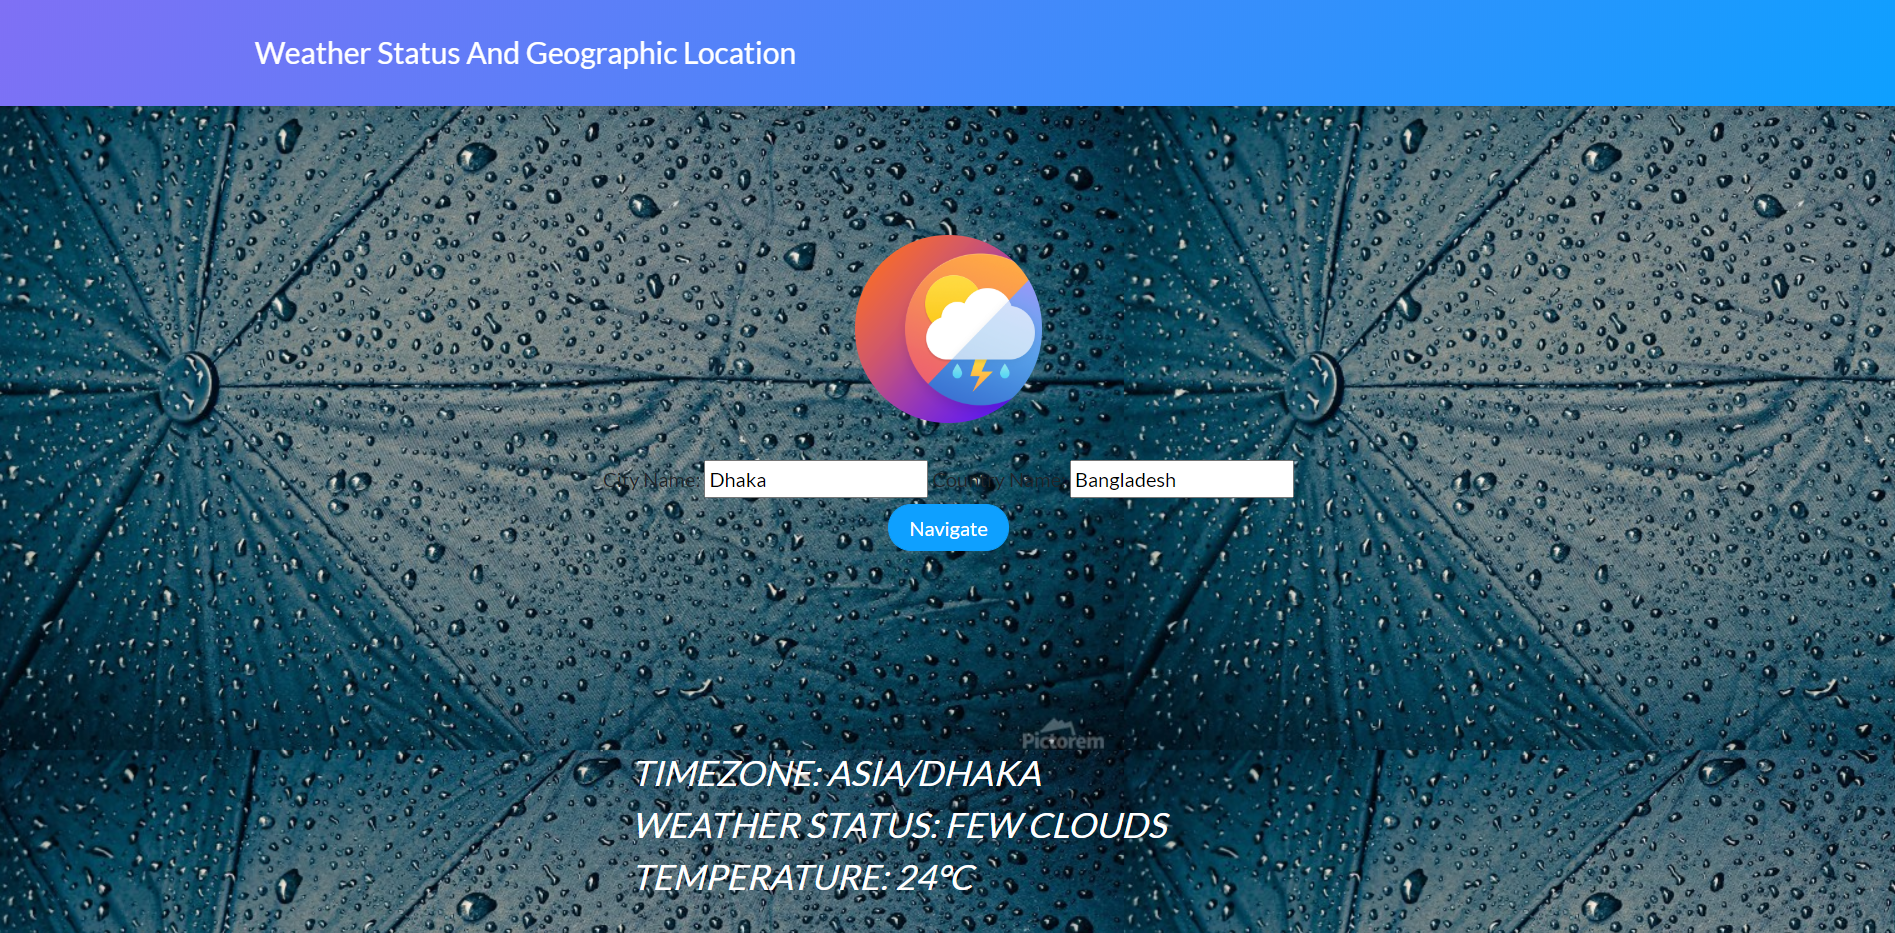 Weather Status And Geographic Location
City Name: Dhaka Country Name: Bangladesh
Navigate
Pictorem
TIMEZONE: ASIA/DHAKA
WEATHER STATUS: FEW CLOUDS
TEMPERATURE: 24°C